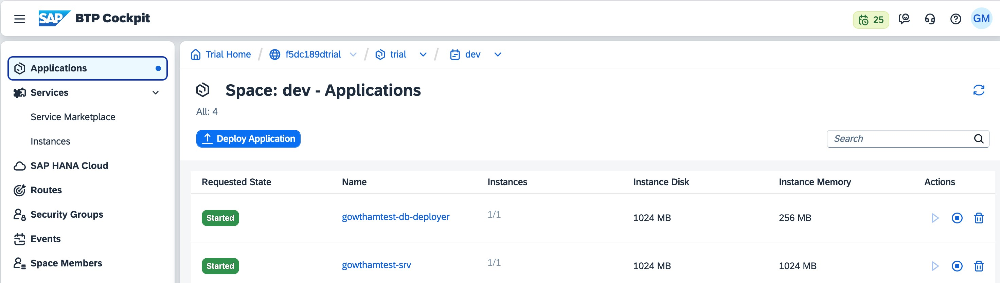 SAP BTP Cockpit
25
GM
Applications
Services
Service Marketplace
Instances
SAP HANA Cloud
Routes
Security Groups
Events
Space Members
Trial Home / f5dc189dtrial / trial / dev
Space: dev - Applications
All: 4
Deploy Application
Search
Requested State Name Instances Instance Disk Instance Memory Actions
Started gowthamtest-db-deployer 1/1 1024 MB 256 MB
Started gowthamtest-srv 1/1 1024 MB 1024 MB